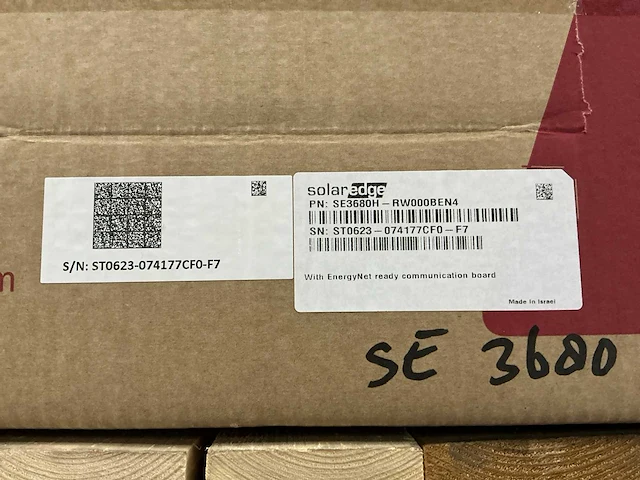 S/N: ST0623-074177CF0-F7
solaredge
PN: SE3680H-RW000BEN4
SN: ST0623-074177CF0-F7
With EnergyNet ready communication board
Made in Israel
m
SE 3680